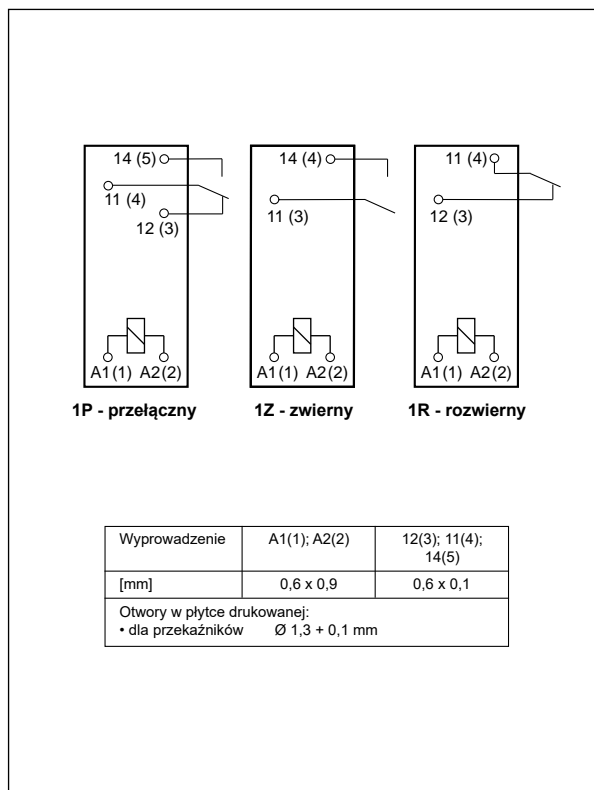 14 (5)
11 (4)
12 (3)
A1(1) A2(2)
1P - przełączny
14 (4)
11 (3)
A1(1) A2(2)
1Z - zwierny
11 (4)
12 (3)
A1(1) A2(2)
1R - rozwierny
Wyprowadzenie A1(1); A2(2) 12(3); 11(4);
14(5)
[mm] 0,6 x 0,9 0,6 x 0,1
Otwory w płytce drukowanej:
• dla przekaźników Ø 1,3 + 0,1 mm